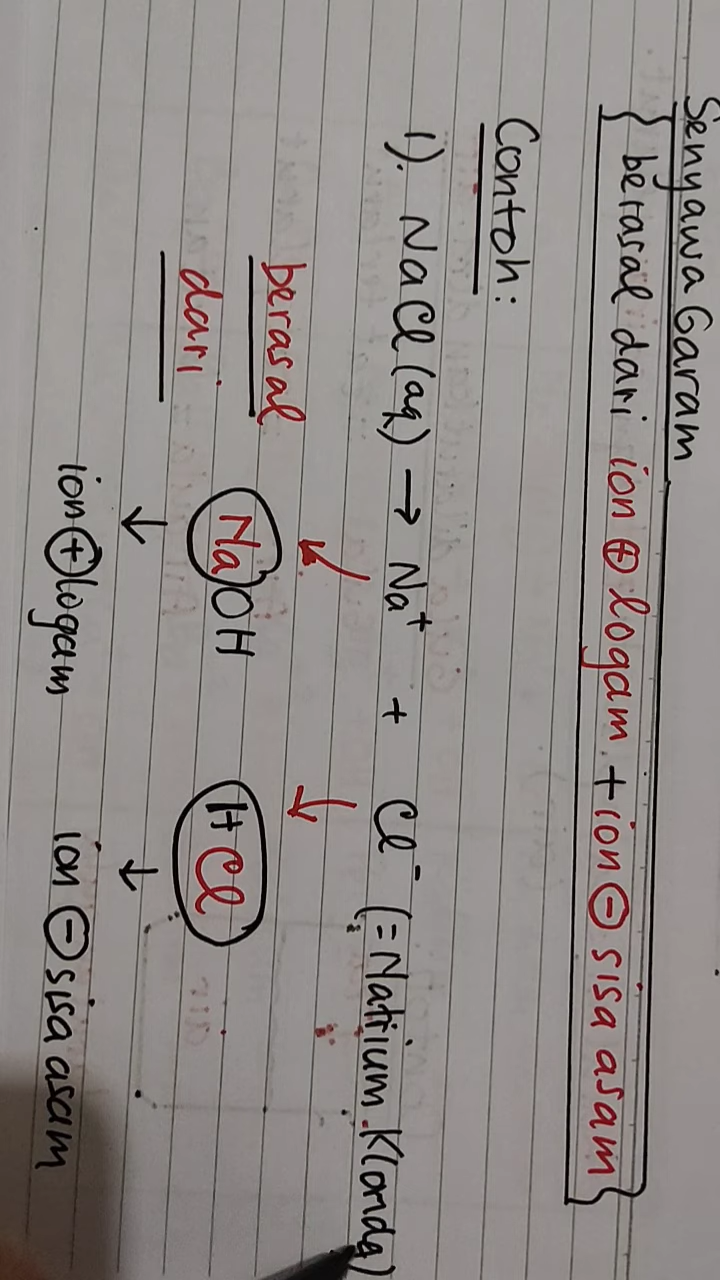 Senyawa Garam
{ berasal dari ion ⊕ logam + ion ⊖ sisa asam }
Contoh:
1). NaCl (aq) → Na⁺ + Cl⁻ (= Natrium Klorida)
berasal
dari
NaOH HCl
ion ⊕ logam ion ⊖ sisa asam